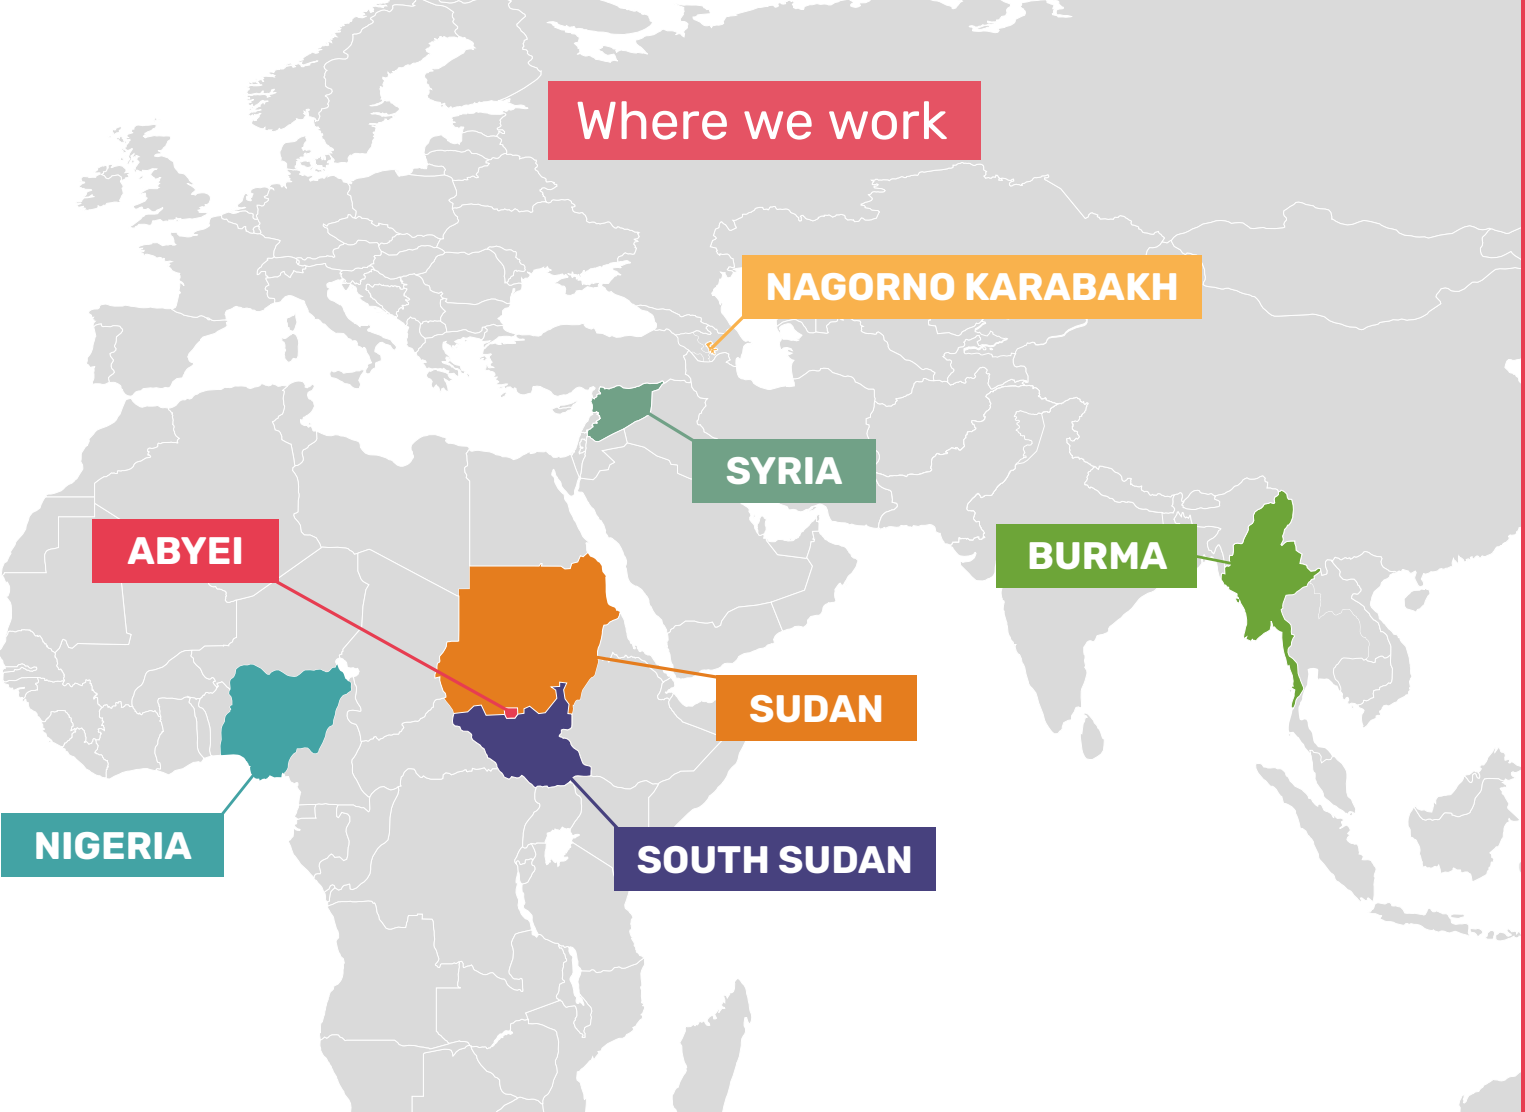 Where we work
NAGORNO KARABAKH
SYRIA
ABYEI
BURMA
SUDAN
NIGERIA
SOUTH SUDAN